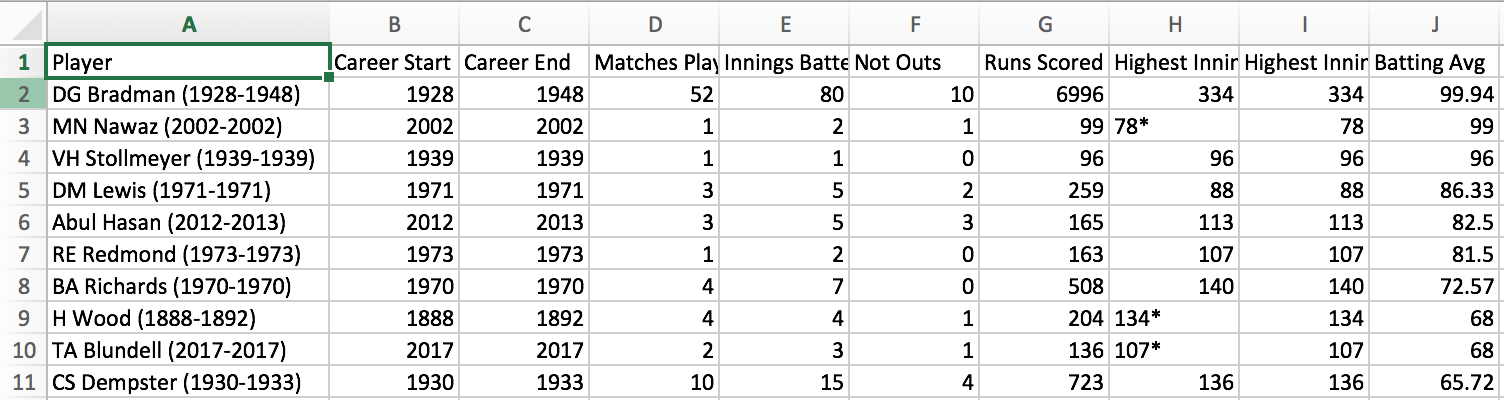 A B C D E F G H I J
1 Player Career Start Career End Matches Play Innings Batte Not Outs Runs Scored Highest Innin Highest Innin Batting Avg
2 DG Bradman (1928-1948) 1928 1948 52 80 10 6996 334 334 99.94
3 MN Nawaz (2002-2002) 2002 2002 1 2 1 99 78* 78 99
4 VH Stollmeyer (1939-1939) 1939 1939 1 1 0 96 96 96 96
5 DM Lewis (1971-1971) 1971 1971 3 5 2 259 88 88 86.33
6 Abul Hasan (2012-2013) 2012 2013 3 5 3 165 113 113 82.5
7 RE Redmond (1973-1973) 1973 1973 1 2 0 163 107 107 81.5
8 BA Richards (1970-1970) 1970 1970 4 7 0 508 140 140 72.57
9 H Wood (1888-1892) 1888 1892 4 4 1 204 134* 134 68
10 TA Blundell (2017-2017) 2017 2017 2 3 1 136 107* 107 68
11 CS Dempster (1930-1933) 1930 1933 10 15 4 723 136 136 65.72